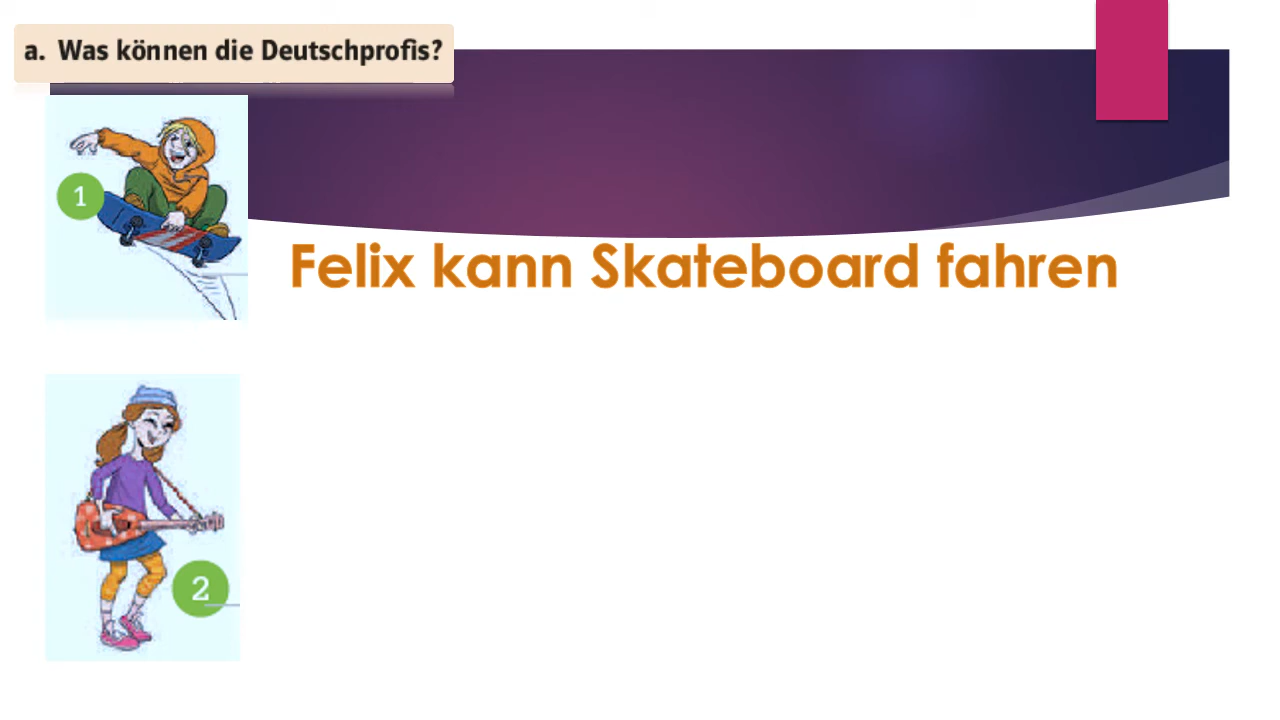 a. Was können die Deutschprofis?
1
Felix kann Skateboard fahren
2